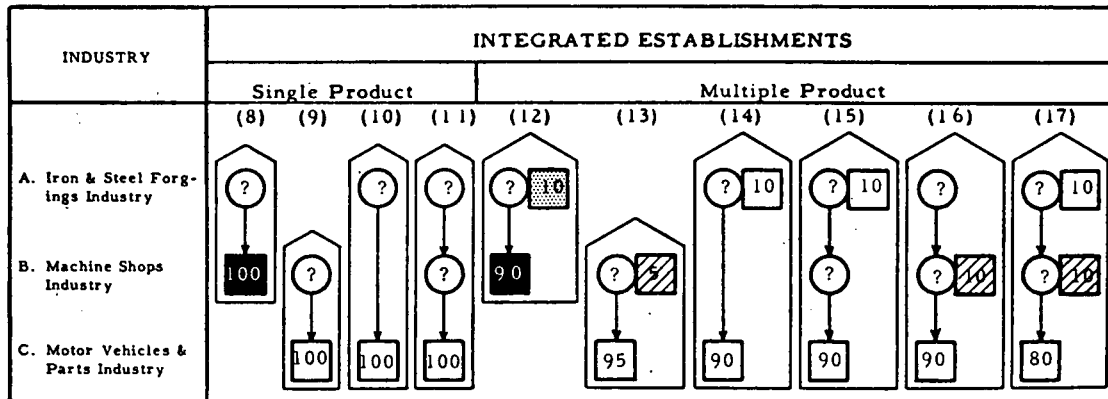 INDUSTRY
INTEGRATED ESTABLISHMENTS
Single Product Multiple Product
(8) (9) (10) (11) (12) (13) (14) (15) (16) (17)
A. Iron & Steel Forg-
ings Industry
? ? ? ? 10 ? 10 ? 10 ? ? 10
B. Machine Shops
Industry
100 ? ? 90 ? 5 ? ? 10 ? 10
C. Motor Vehicles &
Parts Industry
100 100 100 95 90 90 90 80